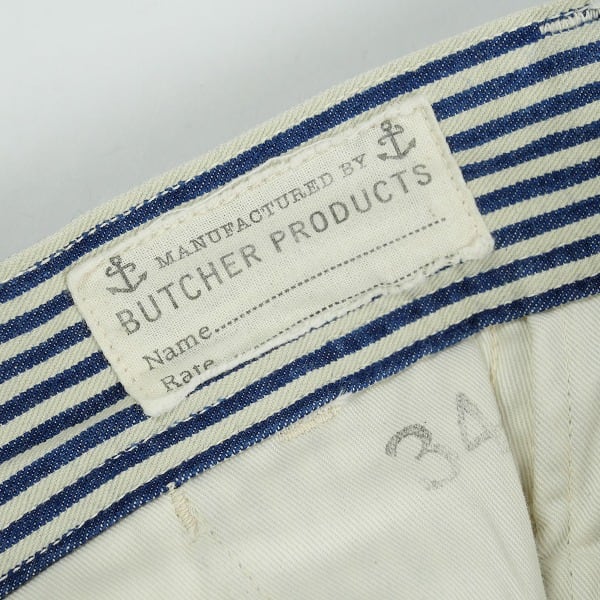 MANUFACTURED BY
BUTCHER PRODUCTS
Name
Rate
34